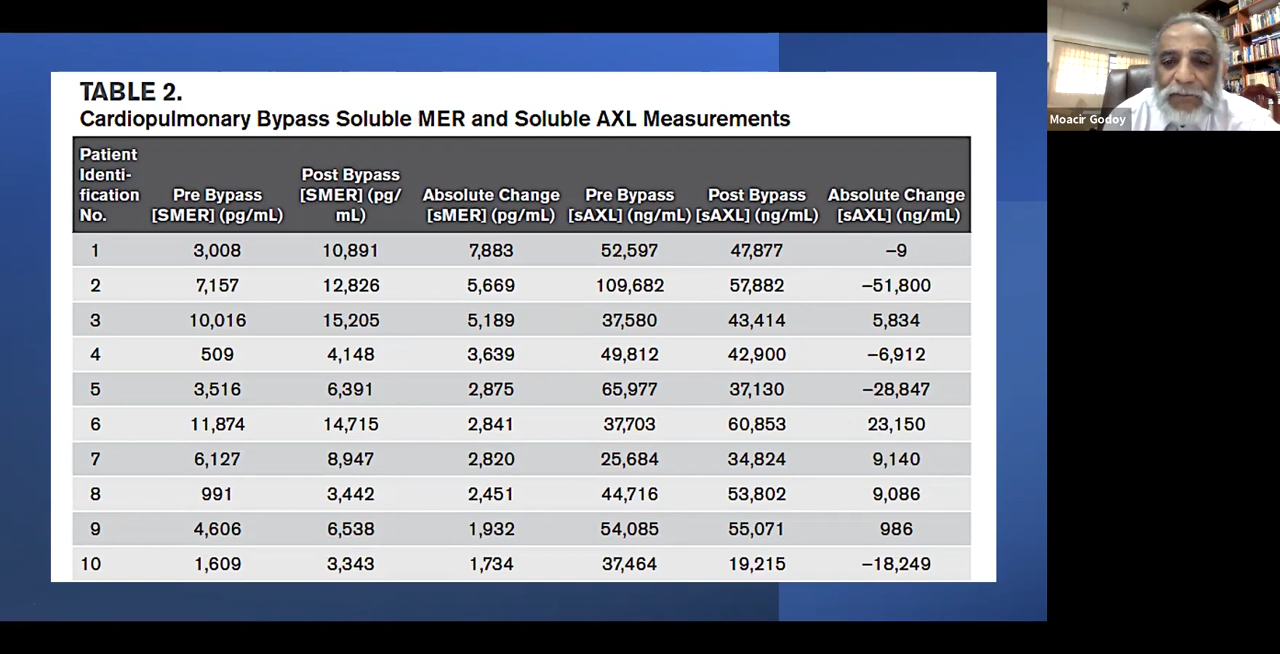 TABLE 2.
Cardiopulmonary Bypass Soluble MER and Soluble AXL Measurements
Patient Identi- fication No. Pre Bypass [SMER] (pg/mL) Post Bypass [SMER] (pg/ mL) Absolute Change [sMER] (pg/mL) Pre Bypass [sAXL] (ng/mL) Post Bypass [sAXL] (ng/mL) Absolute Change [sAXL] (ng/mL)
1 3,008 10,891 7,883 52,597 47,877 –9
2 7,157 12,826 5,669 109,682 57,882 –51,800
3 10,016 15,205 5,189 37,580 43,414 5,834
4 509 4,148 3,639 49,812 42,900 –6,912
5 3,516 6,391 2,875 65,977 37,130 –28,847
6 11,874 14,715 2,841 37,703 60,853 23,150
7 6,127 8,947 2,820 25,684 34,824 9,140
8 991 3,442 2,451 44,716 53,802 9,086
9 4,606 6,538 1,932 54,085 55,071 986
10 1,609 3,343 1,734 37,464 19,215 –18,249
Moacir Godoy